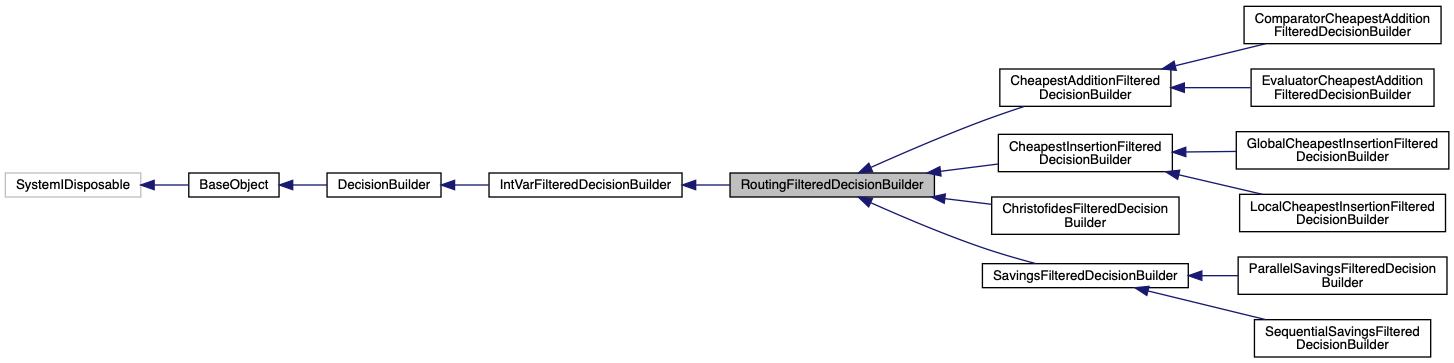 SystemIDisposable
BaseObject
DecisionBuilder
IntVarFilteredDecisionBuilder
RoutingFilteredDecisionBuilder
CheapestAdditionFiltered
DecisionBuilder
ComparatorCheapestAddition
FilteredDecisionBuilder
EvaluatorCheapestAddition
FilteredDecisionBuilder
CheapestInsertionFiltered
DecisionBuilder
GlobalCheapestInsertionFiltered
DecisionBuilder
LocalCheapestInsertionFiltered
DecisionBuilder
ChristofidesFilteredDecision
Builder
SavingsFilteredDecisionBuilder
ParallelSavingsFilteredDecision
Builder
SequentialSavingsFiltered
DecisionBuilder